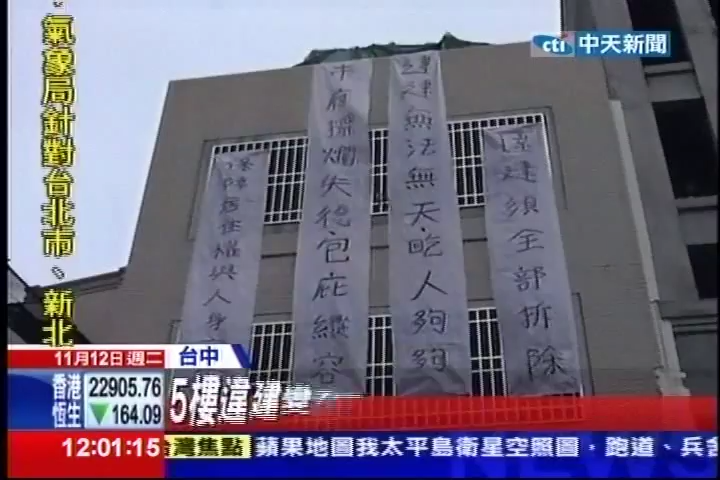 氣象局針對台北市、新北
cti 中天新聞
違建須全部拆除
違建無法無天吃人夠夠
市府擺爛失德包庇縱容
保障居住權與人身
11月12日週二
台中
香港恆生
22905.76
▼164.09
5樓違建
12:01:15
台灣焦點
蘋果地圖我太平島衛星空照圖，跑道、兵舍